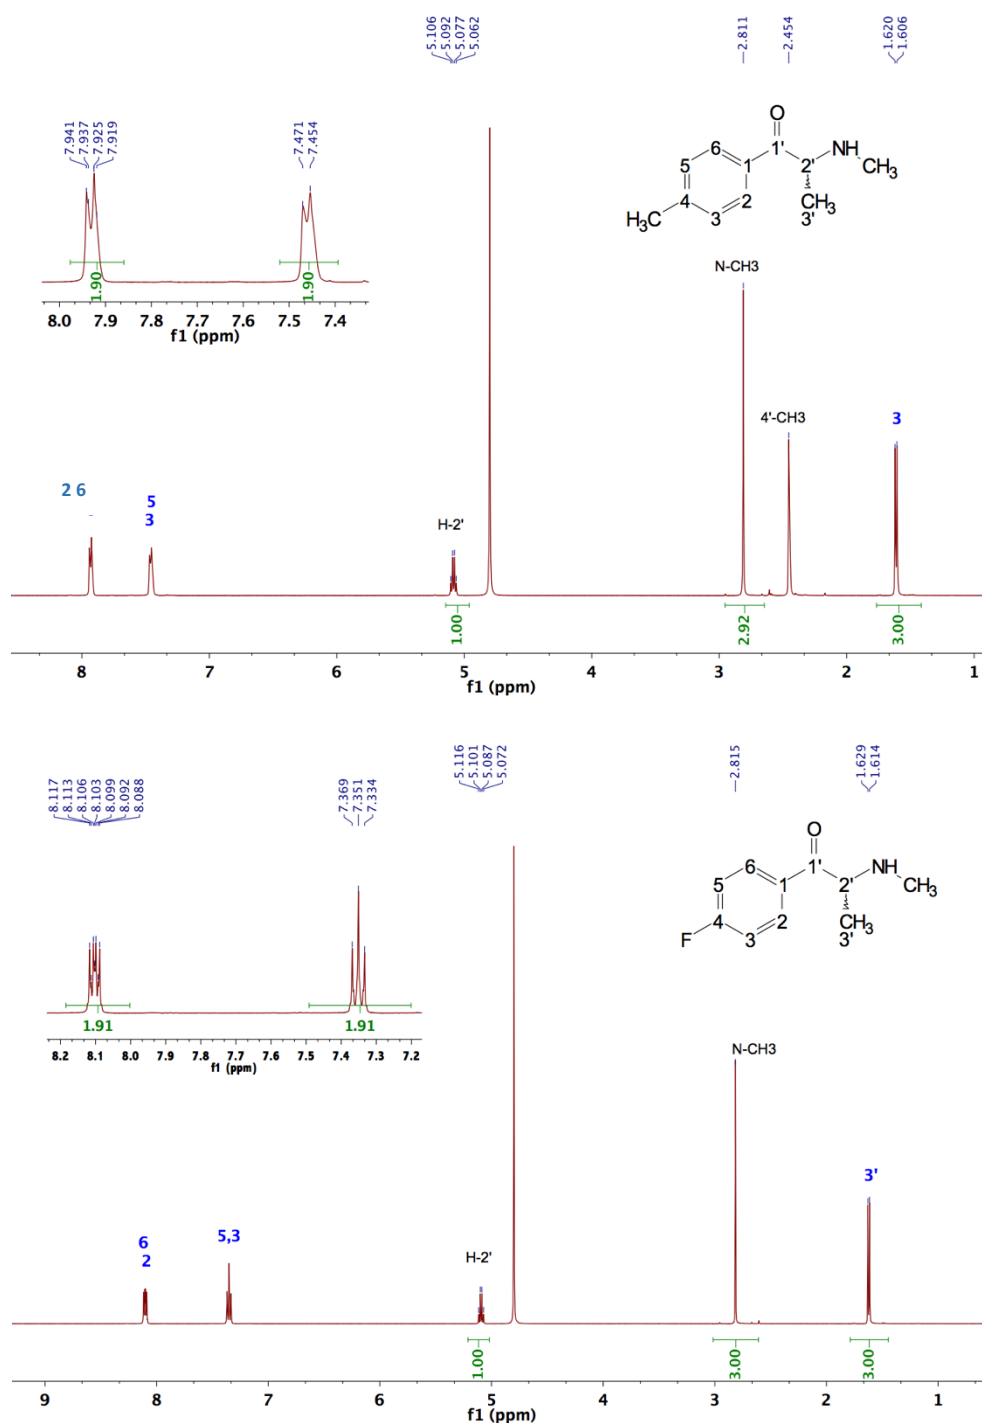 5.106
5.092
5.077
5.062
2.811
2.454
1.620
1.606
7.941
7.937
7.925
7.919
7.471
7.454
1.90
1.90
8.0 7.9 7.8 7.7 7.6 7.5 7.4
f1 (ppm)
O
6 1' NH
5 1 2' CH3
4 2 CH3
H3C 3 3'
N-CH3
4'-CH3
3
2 6
5
3
H-2'
1.00
2.92
3.00
8 7 6 5 4 3 2 1
f1 (ppm)
8.117
8.113
8.106
8.103
8.099
8.092
8.088
7.369
7.351
7.334
5.116
5.101
5.087
5.072
2.815
1.629
1.614
1.91
1.91
8.2 8.1 8.0 7.9 7.8 7.7 7.6 7.5 7.4 7.3 7.2
f1 (ppm)
O
6 1' NH
5 1 2' CH3
4 2 CH3
F 3 3'
N-CH3
3'
6
2
5,3
H-2'
1.00
3.00
3.00
9 8 7 6 5 4 3 2 1
f1 (ppm)